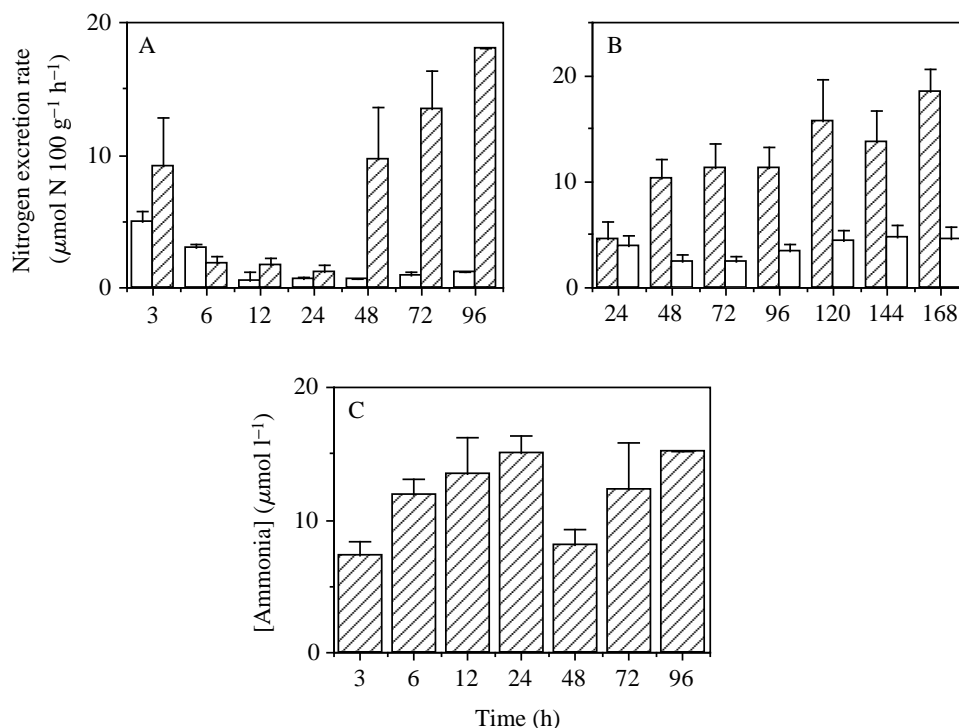 Nitrogen excretion rate
(μmol N 100 g⁻¹ h⁻¹)
20
10
0
A
3 6 12 24 48 72 96
20
10
0
B
24 48 72 96 120 144 168
[Ammonia] (μmol l⁻¹)
20
10
0
C
3 6 12 24 48 72 96
Time (h)